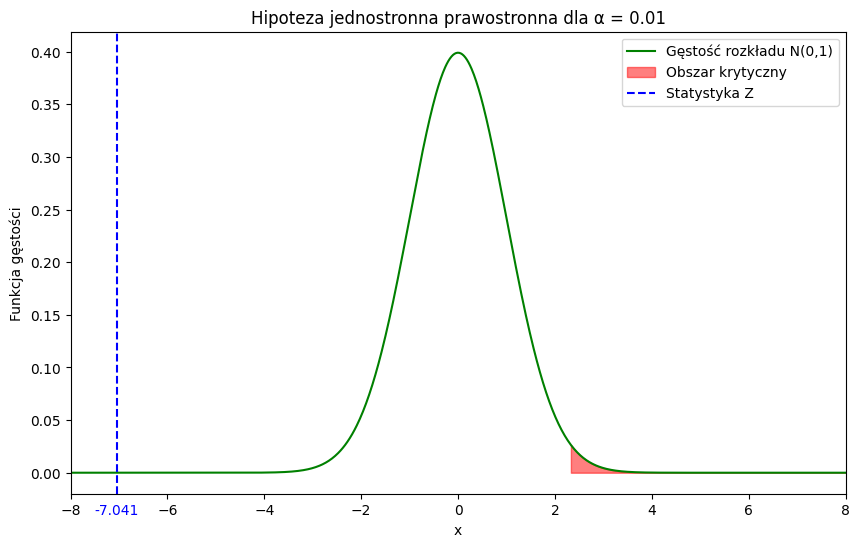 Hipoteza jednostronna prawostronna dla α = 0.01
Gęstość rozkładu N(0,1)
Obszar krytyczny
Statystyka Z
Funkcja gęstości
0.40
0.35
0.30
0.25
0.20
0.15
0.10
0.05
0.00
−8 -7.041 −6 −4 −2 0 2 4 6 8
x